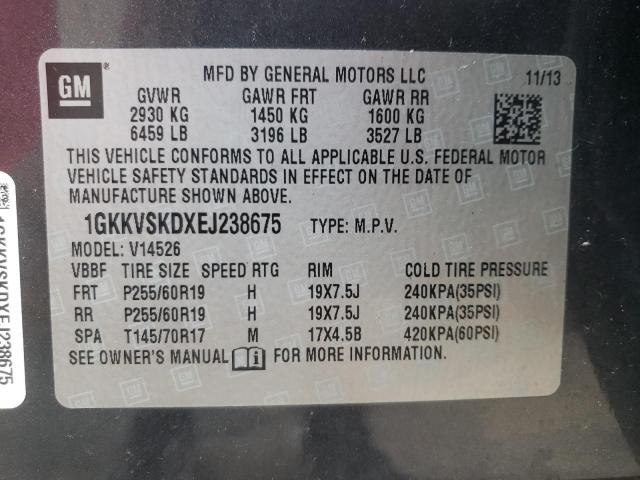 GM
MFD BY GENERAL MOTORS LLC 11/13
GVWR GAWR FRT GAWR RR
2930 KG 1450 KG 1600 KG
6459 LB 3196 LB 3527 LB
THIS VEHICLE CONFORMS TO ALL APPLICABLE U.S. FEDERAL MOTOR
VEHICLE SAFETY STANDARDS IN EFFECT ON THE DATE OF
MANUFACTURE SHOWN ABOVE.
1GKKVSKDXEJ238675 TYPE: M.P.V.
MODEL: V14526
VBBF TIRE SIZE SPEED RTG RIM COLD TIRE PRESSURE
FRT P255/60R19 H 19X7.5J 240KPA(35PSI)
RR P255/60R19 H 19X7.5J 240KPA(35PSI)
SPA T145/70R17 M 17X4.5B 420KPA(60PSI)
SEE OWNER'S MANUAL FOR MORE INFORMATION.
1GKKVSKDXEJ238675